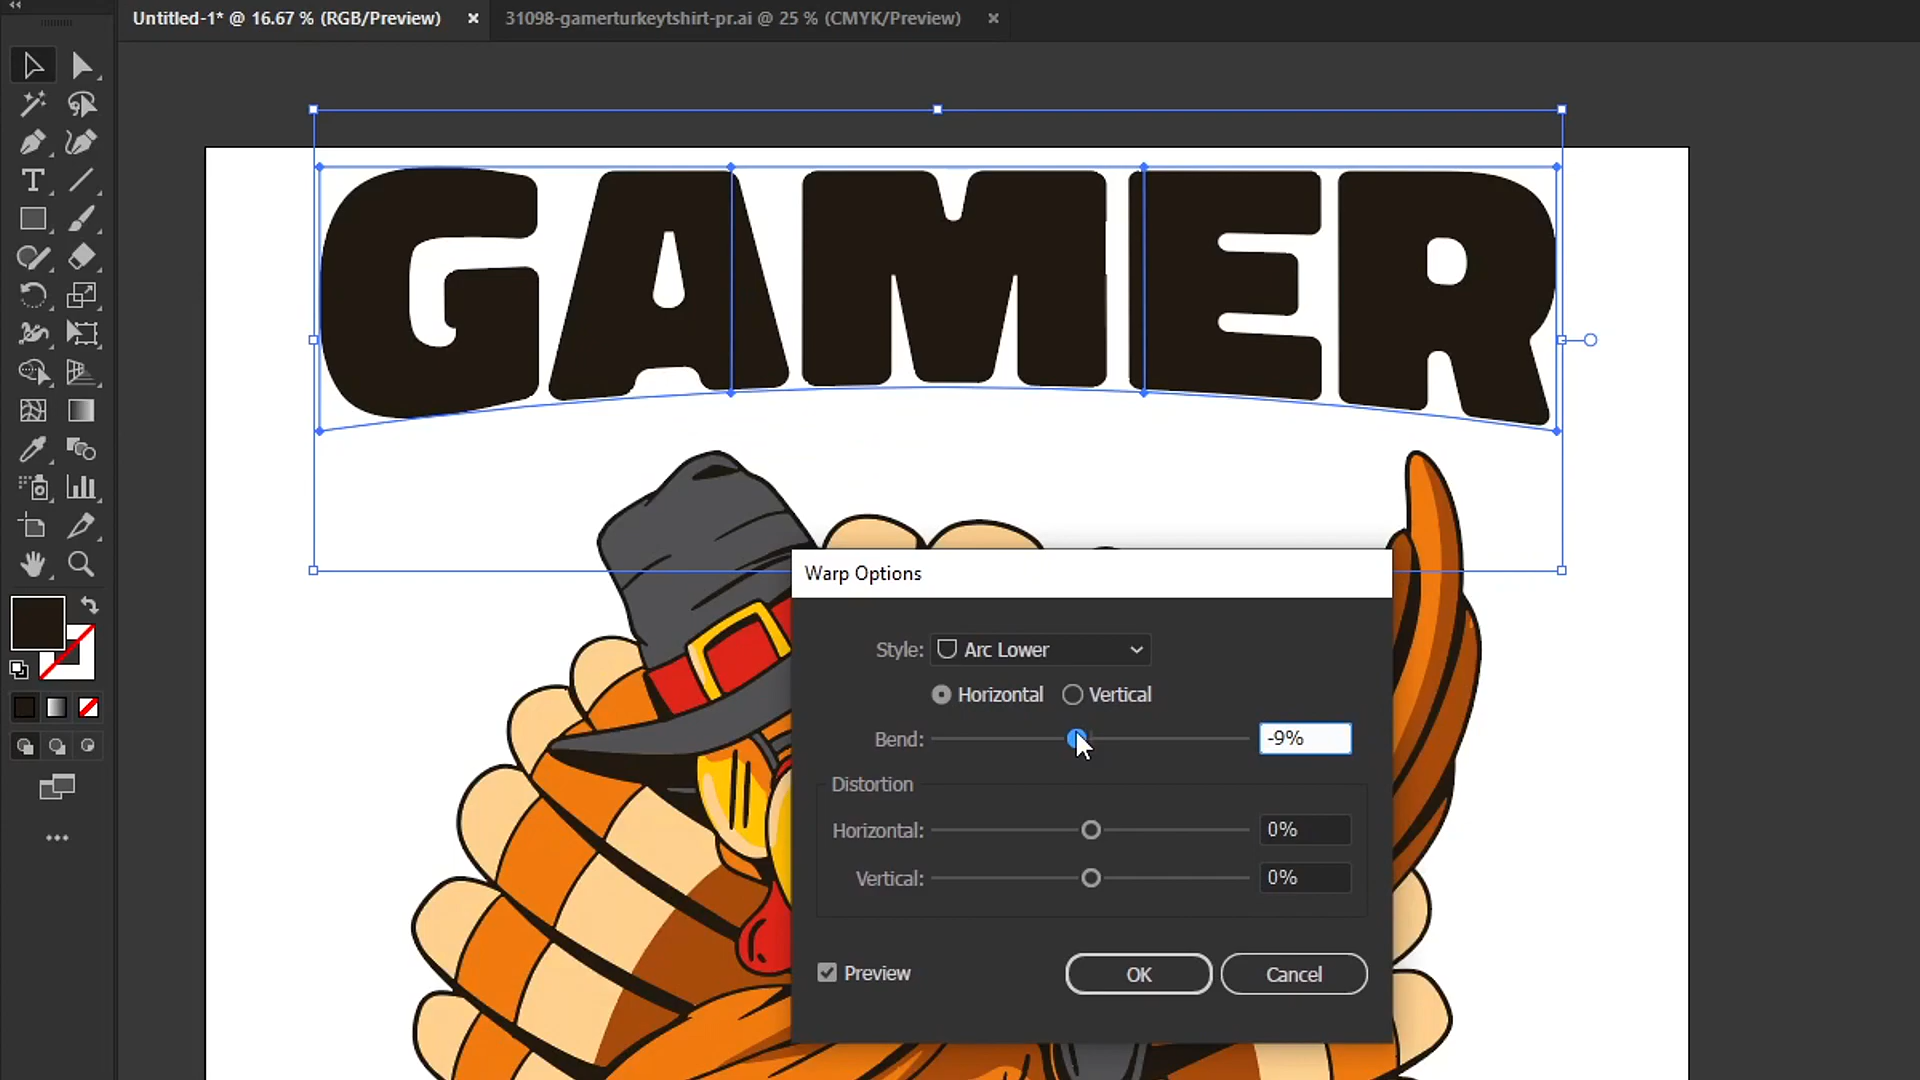 Untitled-1* @ 16.67 % (RGB/Preview) × 31098-gamerturkeytshirt-pr.ai @ 25 % (CMYK/Preview) ×
GAMER
Warp Options
Style: Arc Lower
Horizontal Vertical
Bend: -9%
Distortion
Horizontal: 0%
Vertical: 0%
Preview OK Cancel